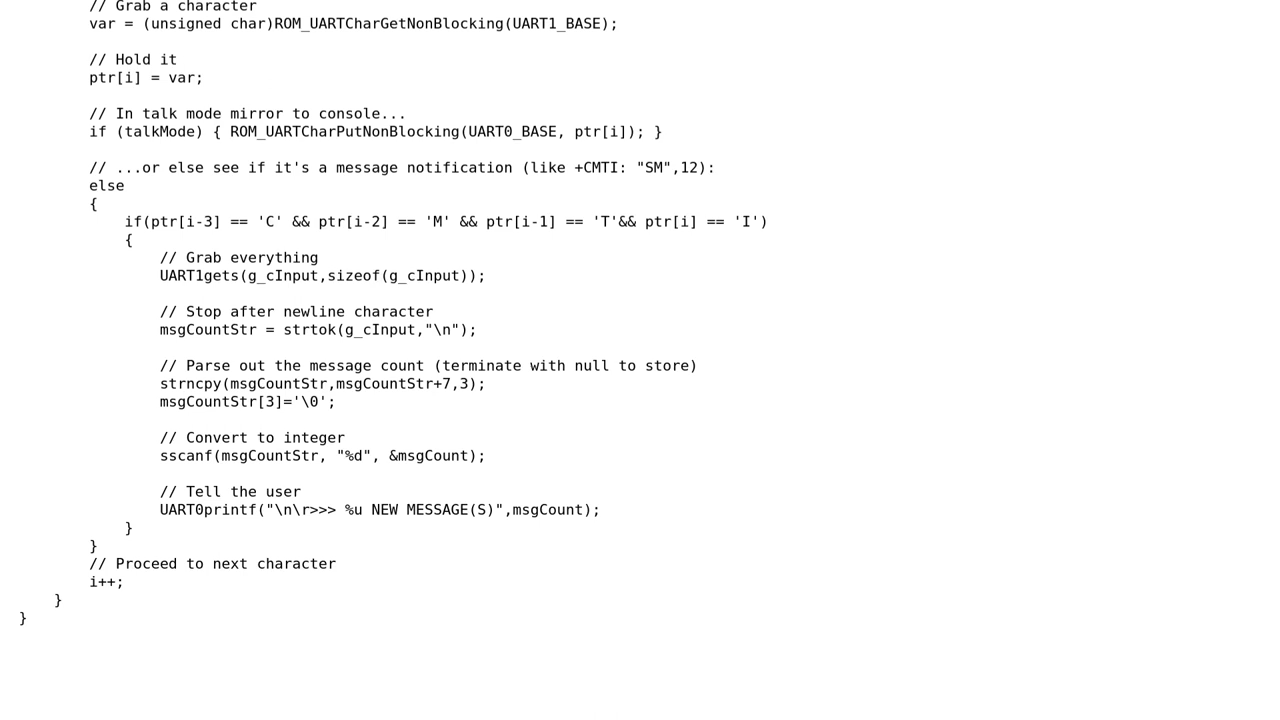 // Grab a character
var = (unsigned char)ROM_UARTCharGetNonBlocking(UART1_BASE);
// Hold it
ptr[i] = var;
// In talk mode mirror to console...
if (talkMode) { ROM_UARTCharPutNonBlocking(UART0_BASE, ptr[i]); }
// ...or else see if it's a message notification (like +CMTI: "SM",12):
else
{
if(ptr[i-3] == 'C' && ptr[i-2] == 'M' && ptr[i-1] == 'T'&& ptr[i] == 'I')
{
// Grab everything
UART1gets(g_cInput,sizeof(g_cInput));
// Stop after newline character
msgCountStr = strtok(g_cInput,"\n");
// Parse out the message count (terminate with null to store)
strncpy(msgCountStr,msgCountStr+7,3);
msgCountStr[3]='\0';
// Convert to integer
sscanf(msgCountStr, "%d", &msgCount);
// Tell the user
UART0printf("\n\r>>> %u NEW MESSAGE(S)",msgCount);
}
}
// Proceed to next character
i++;
}
}